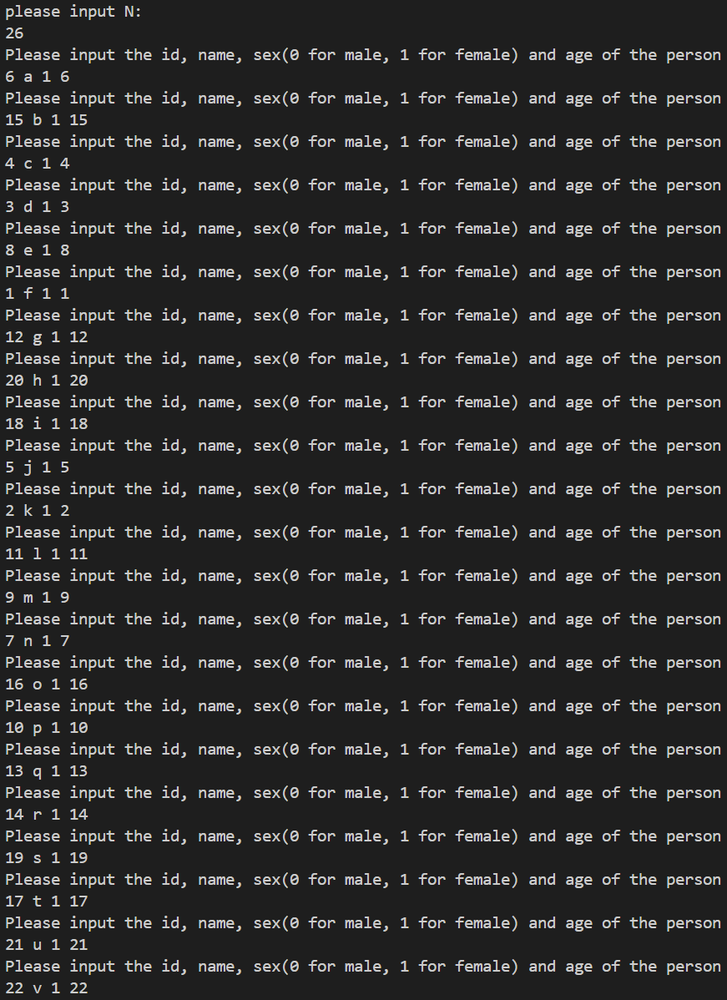 please input N:
26
Please input the id, name, sex(0 for male, 1 for female) and age of the person
6 a 1 6
Please input the id, name, sex(0 for male, 1 for female) and age of the person
15 b 1 15
Please input the id, name, sex(0 for male, 1 for female) and age of the person
4 c 1 4
Please input the id, name, sex(0 for male, 1 for female) and age of the person
3 d 1 3
Please input the id, name, sex(0 for male, 1 for female) and age of the person
8 e 1 8
Please input the id, name, sex(0 for male, 1 for female) and age of the person
1 f 1 1
Please input the id, name, sex(0 for male, 1 for female) and age of the person
12 g 1 12
Please input the id, name, sex(0 for male, 1 for female) and age of the person
20 h 1 20
Please input the id, name, sex(0 for male, 1 for female) and age of the person
18 i 1 18
Please input the id, name, sex(0 for male, 1 for female) and age of the person
5 j 1 5
Please input the id, name, sex(0 for male, 1 for female) and age of the person
2 k 1 2
Please input the id, name, sex(0 for male, 1 for female) and age of the person
11 l 1 11
Please input the id, name, sex(0 for male, 1 for female) and age of the person
9 m 1 9
Please input the id, name, sex(0 for male, 1 for female) and age of the person
7 n 1 7
Please input the id, name, sex(0 for male, 1 for female) and age of the person
16 o 1 16
Please input the id, name, sex(0 for male, 1 for female) and age of the person
10 p 1 10
Please input the id, name, sex(0 for male, 1 for female) and age of the person
13 q 1 13
Please input the id, name, sex(0 for male, 1 for female) and age of the person
14 r 1 14
Please input the id, name, sex(0 for male, 1 for female) and age of the person
19 s 1 19
Please input the id, name, sex(0 for male, 1 for female) and age of the person
17 t 1 17
Please input the id, name, sex(0 for male, 1 for female) and age of the person
21 u 1 21
Please input the id, name, sex(0 for male, 1 for female) and age of the person
22 v 1 22